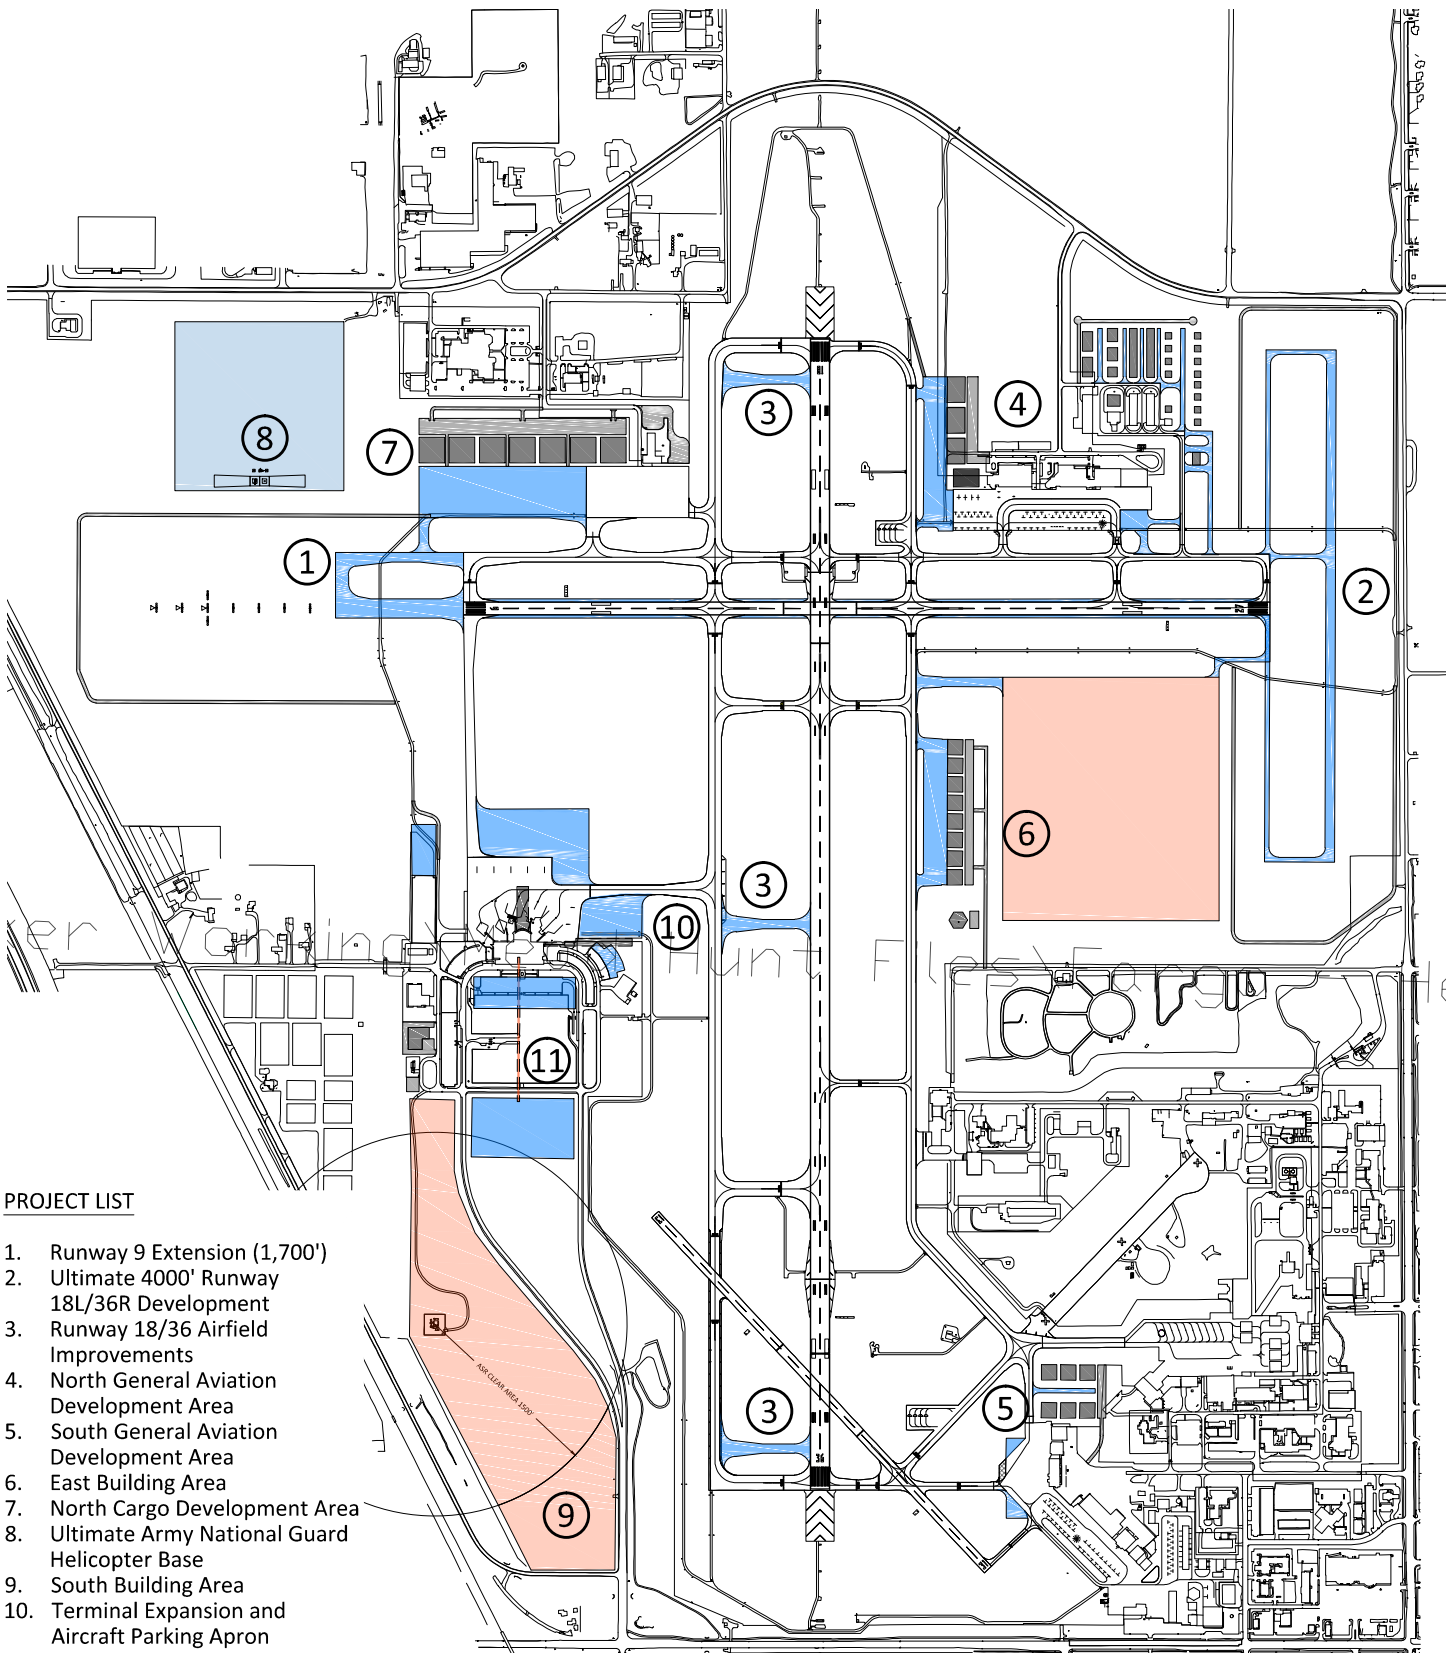 8
7
3
4
1
2
27
6
3
10
er
Hunt
11
PROJECT LIST
1. Runway 9 Extension (1,700')
2. Ultimate 4000' Runway
18L/36R Development
3. Runway 18/36 Airfield
Improvements
4. North General Aviation
Development Area
5. South General Aviation
Development Area
6. East Building Area
7. North Cargo Development Area
8. Ultimate Army National Guard
Helicopter Base
9. South Building Area
10. Terminal Expansion and
Aircraft Parking Apron
ASR CLEAR AREA 1500'
3
5
36
9